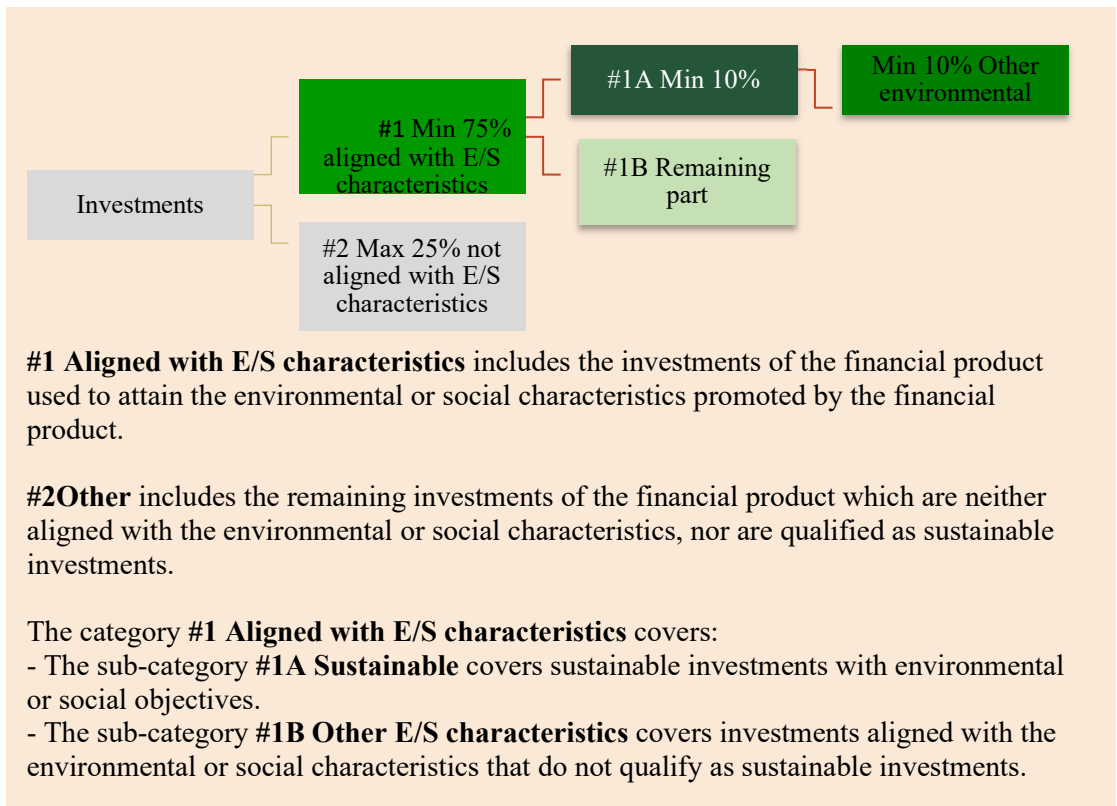 Investments
#1 Min 75%
aligned with E/S
characteristics
#2 Max 25% not
aligned with E/S
characteristics
#1A Min 10%
#1B Remaining
part
Min 10% Other
environmental
#1 Aligned with E/S characteristics includes the investments of the financial product
used to attain the environmental or social characteristics promoted by the financial
product.
#2Other includes the remaining investments of the financial product which are neither
aligned with the environmental or social characteristics, nor are qualified as sustainable
investments.
The category #1 Aligned with E/S characteristics covers:
- The sub-category #1A Sustainable covers sustainable investments with environmental
or social objectives.
- The sub-category #1B Other E/S characteristics covers investments aligned with the
environmental or social characteristics that do not qualify as sustainable investments.